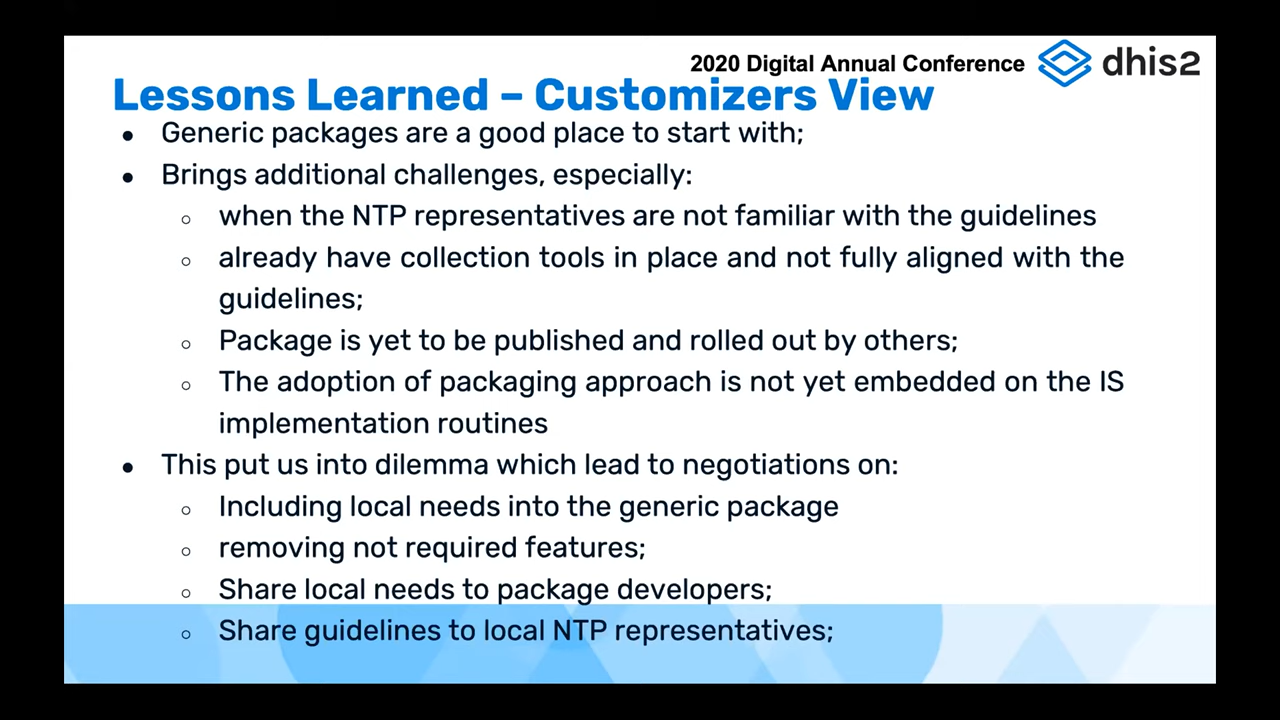 2020 Digital Annual Conference dhis2
Lessons Learned – Customizers View
● Generic packages are a good place to start with;
● Brings additional challenges, especially:
○ when the NTP representatives are not familiar with the guidelines
○ already have collection tools in place and not fully aligned with the
guidelines;
○ Package is yet to be published and rolled out by others;
○ The adoption of packaging approach is not yet embedded on the IS
implementation routines
● This put us into dilemma which lead to negotiations on:
○ Including local needs into the generic package
○ removing not required features;
○ Share local needs to package developers;
○ Share guidelines to local NTP representatives;